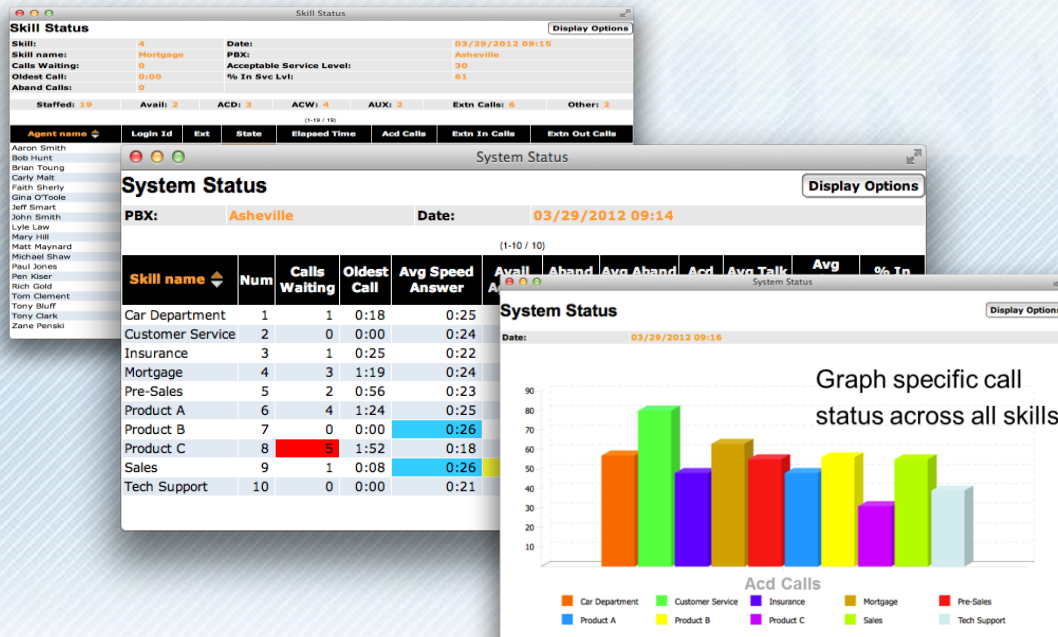 Skill Status
Skill Status
Display Options
Skill: 4 Date: 03/29/2012 09:15
Skill name: Mortgage PBX: Asheville
Calls Waiting: 0 Acceptable Service Level: 30
Oldest Call: 0:00 % In Svc Lvl: 61
Aband Calls: 0
Staffed: 19 Avail: 2 ACD: 3 ACW: 4 AUX: 2 Extn Calls: 6 Other: 2
(1-19 / 19)
Agent name Login Id Ext State Elapsed Time Acd Calls Extn In Calls Extn Out Calls
Aaron Smith
Bob Hunt
Brian Toung
Carly Malt
Faith Sherly
Gina O'Toole
Jeff Smart
John Smith
Lyle Law
Mary Hill
Matt Maynard
Michael Shaw
Paul Jones
Pen Kiser
Rich Gold
Tom Clement
Tony Bluff
Tony Clark
Zane Penski
System Status
System Status
Display Options
PBX: Asheville Date: 03/29/2012 09:14
(1-10 / 10)
Skill name Num Calls Waiting Oldest Call Avg Speed Answer Avail Aband Avg Aband Acd Avg Talk Avg % In
Car Department 1 1 0:18 0:25
Customer Service 2 0 0:00 0:24
Insurance 3 1 0:25 0:22
Mortgage 4 3 1:19 0:24
Pre-Sales 5 2 0:56 0:23
Product A 6 4 1:24 0:25
Product B 7 0 0:00 0:26
Product C 8 5 1:52 0:18
Sales 9 1 0:08 0:26
Tech Support 10 0 0:00 0:21
System Status
System Status
Display Options
Date: 03/29/2012 09:16
Graph specific call
status across all skills
90
80
70
60
50
40
30
20
10
Acd Calls
Car Department Customer Service Insurance Mortgage Pre-Sales
Product A Product B Product C Sales Tech Support